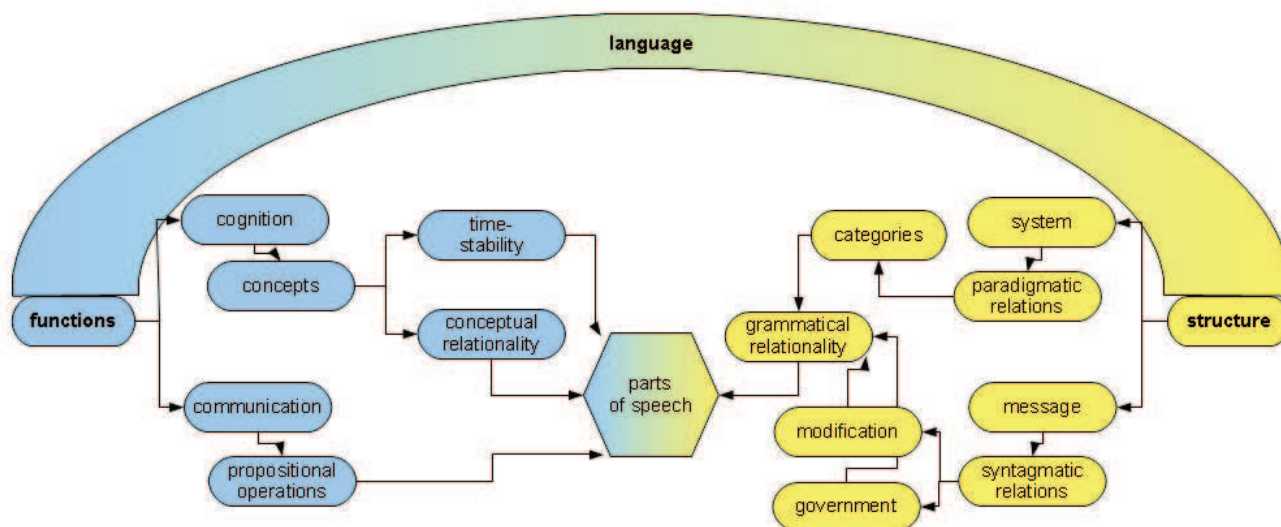 language
cognition
time-
stability
categories
system
concepts
paradigmatic
relations
functions
conceptual
relationality
grammatical
relationality
structure
parts
of speech
communication
message
modification
propositional
operations
syntagmatic
relations
government